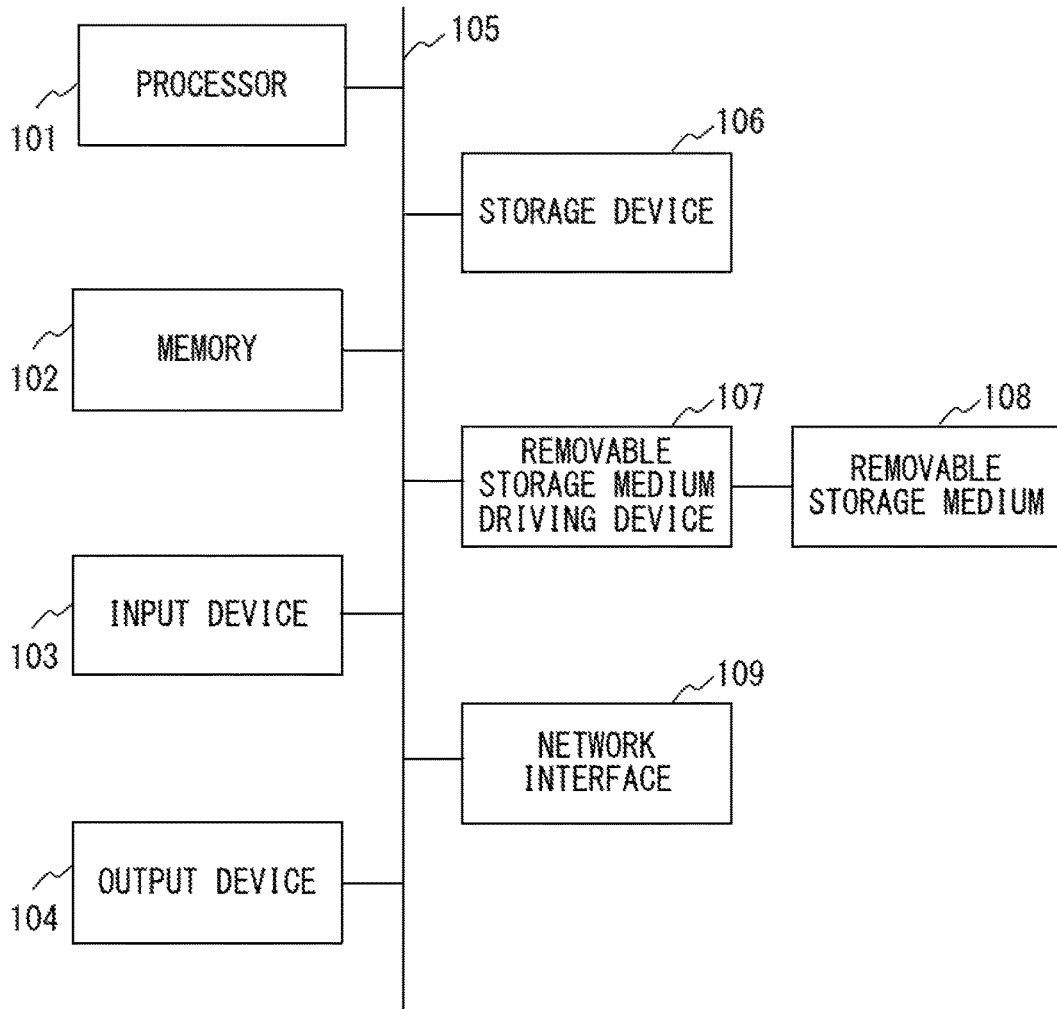 105
PROCESSOR
101
106
STORAGE DEVICE
MEMORY
102
107
108
REMOVABLE
STORAGE MEDIUM
DRIVING DEVICE
REMOVABLE
STORAGE MEDIUM
INPUT DEVICE
103
109
NETWORK
INTERFACE
OUTPUT DEVICE
104